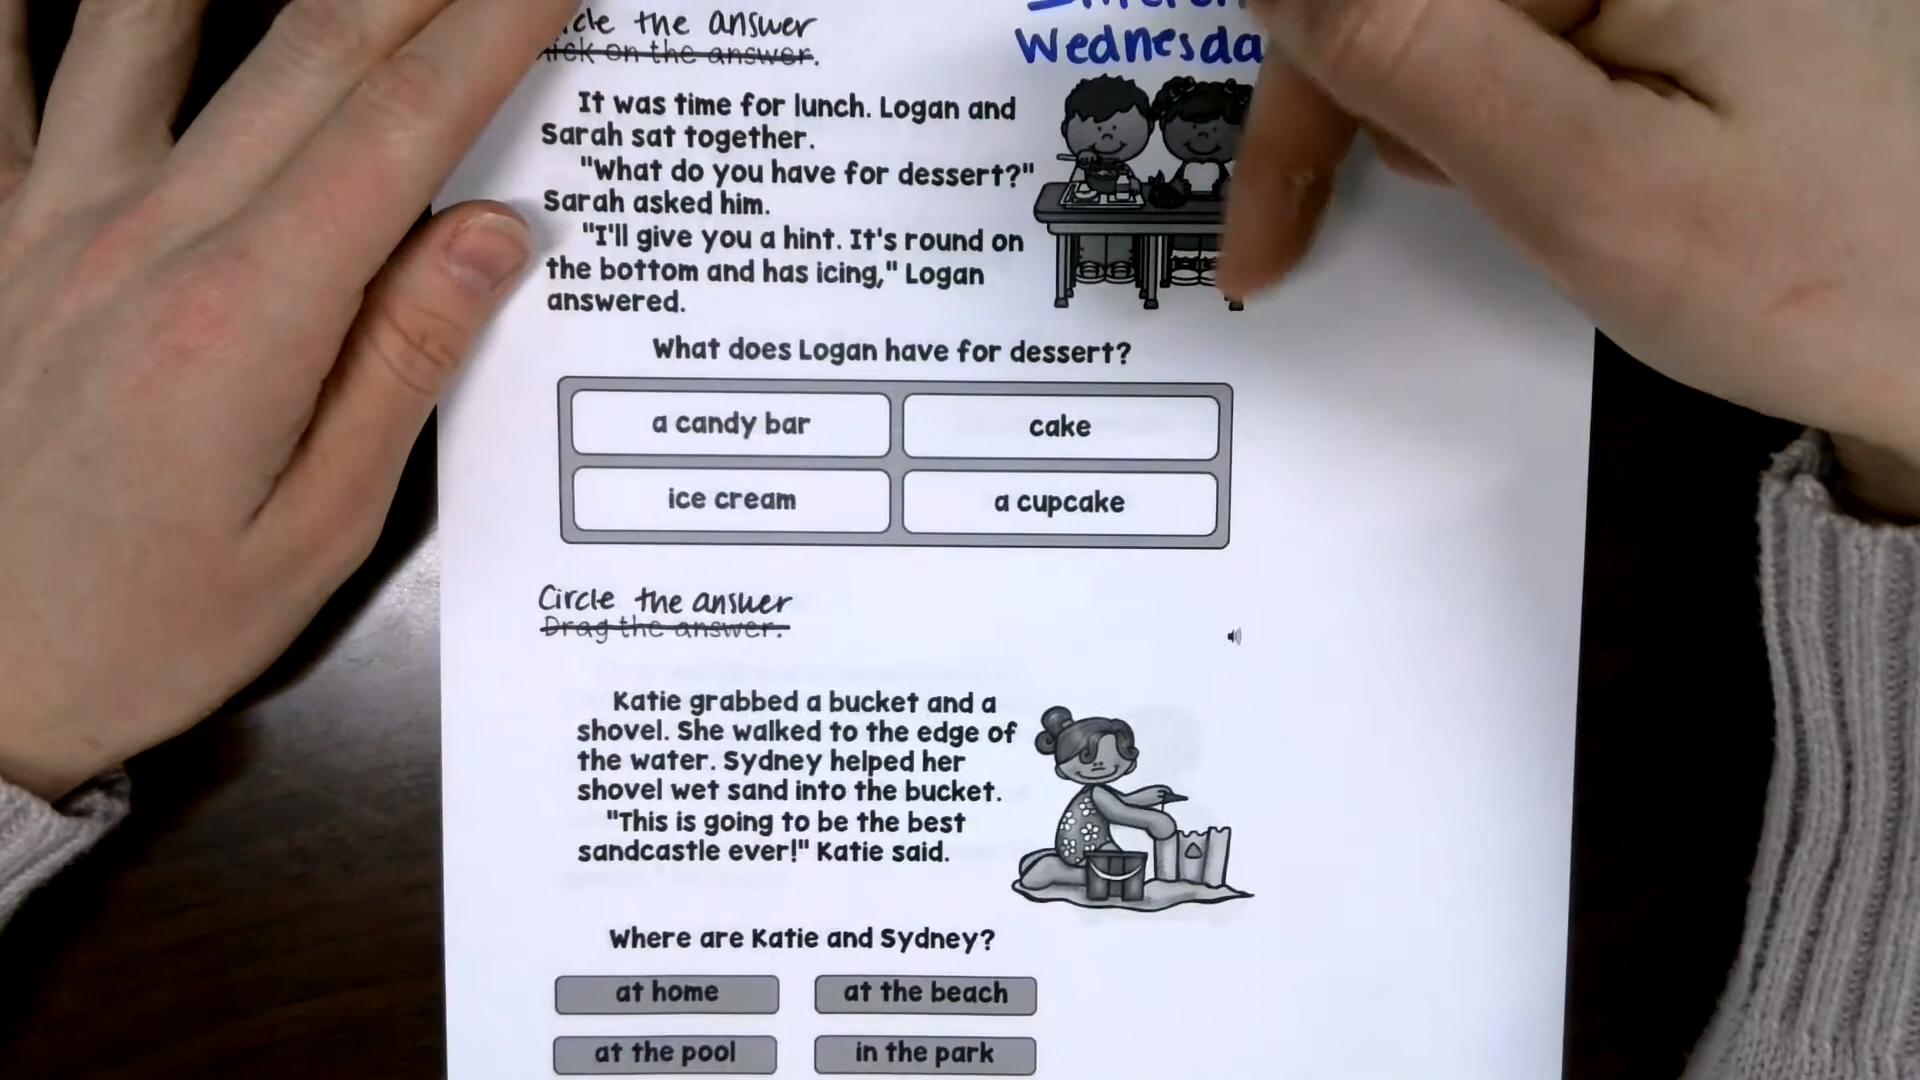 the answer
on the answer.
Wednesda
It was time for lunch. Logan and
Sarah sat together.
"What do you have for dessert?"
Sarah asked him.
"I'll give you a hint. It's round on
the bottom and has icing," Logan
answered.
What does Logan have for dessert?
a candy bar
cake
ice cream
a cupcake
Circle the answer
Drag the answer.
Katie grabbed a bucket and a
shovel. She walked to the edge of
the water. Sydney helped her
shovel wet sand into the bucket.
"This is going to be the best
sandcastle ever!" Katie said.
Where are Katie and Sydney?
at home
at the beach
at the pool
in the park